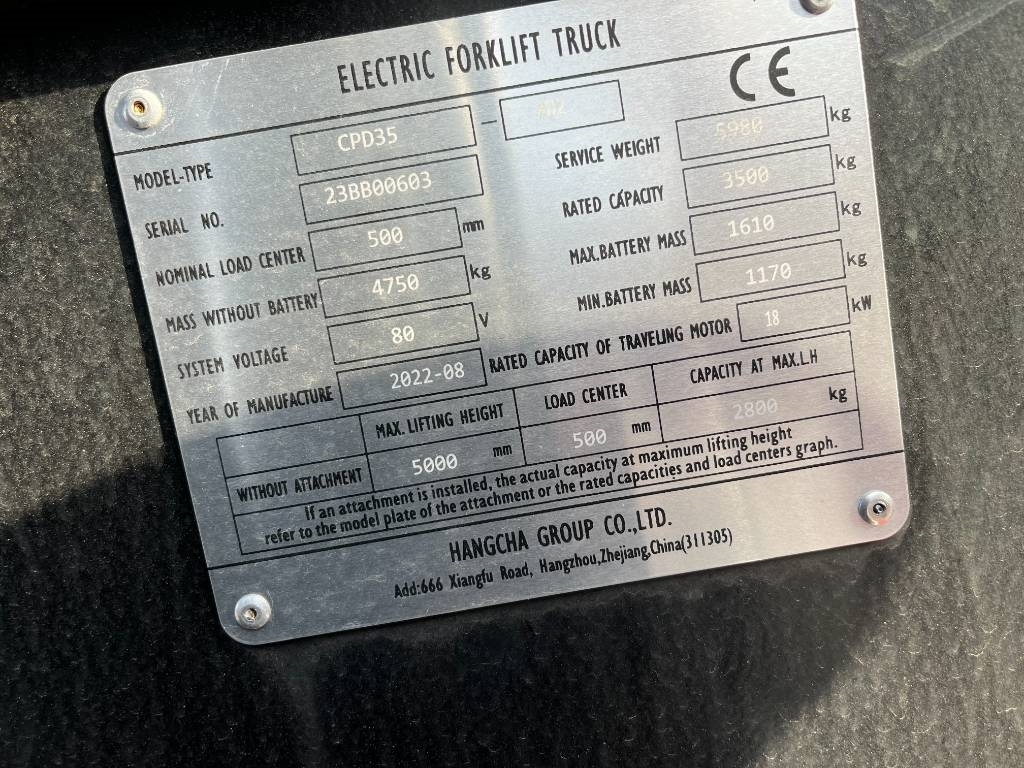 ELECTRIC FORKLIFT TRUCK
CE
MODEL-TYPE CPD35 -
SERVICE WEIGHT 5980 kg
SERIAL NO. 23BB00603
RATED CAPACITY 3500 kg
NOMINAL LOAD CENTER 500 mm
MAX.BATTERY MASS 1610 kg
MASS WITHOUT BATTERY 4750 kg
MIN.BATTERY MASS 1170 kg
SYSTEM VOLTAGE 80 V
RATED CAPACITY OF TRAVELING MOTOR 18 kW
YEAR OF MANUFACTURE 2022-08
MAX. LIFTING HEIGHT LOAD CENTER CAPACITY AT MAX.LH
WITHOUT ATTACHMENT 5000 mm 500 mm 2800 kg
If an attachment is installed, the actual capacity at maximum lifting height
refer to the model plate of the attachment or the rated capacities and load centers graph.
HANGCHA GROUP CO.,LTD.
Add:666 Xiangfu Road, Hangzhou,Zhejiang,China(311305)